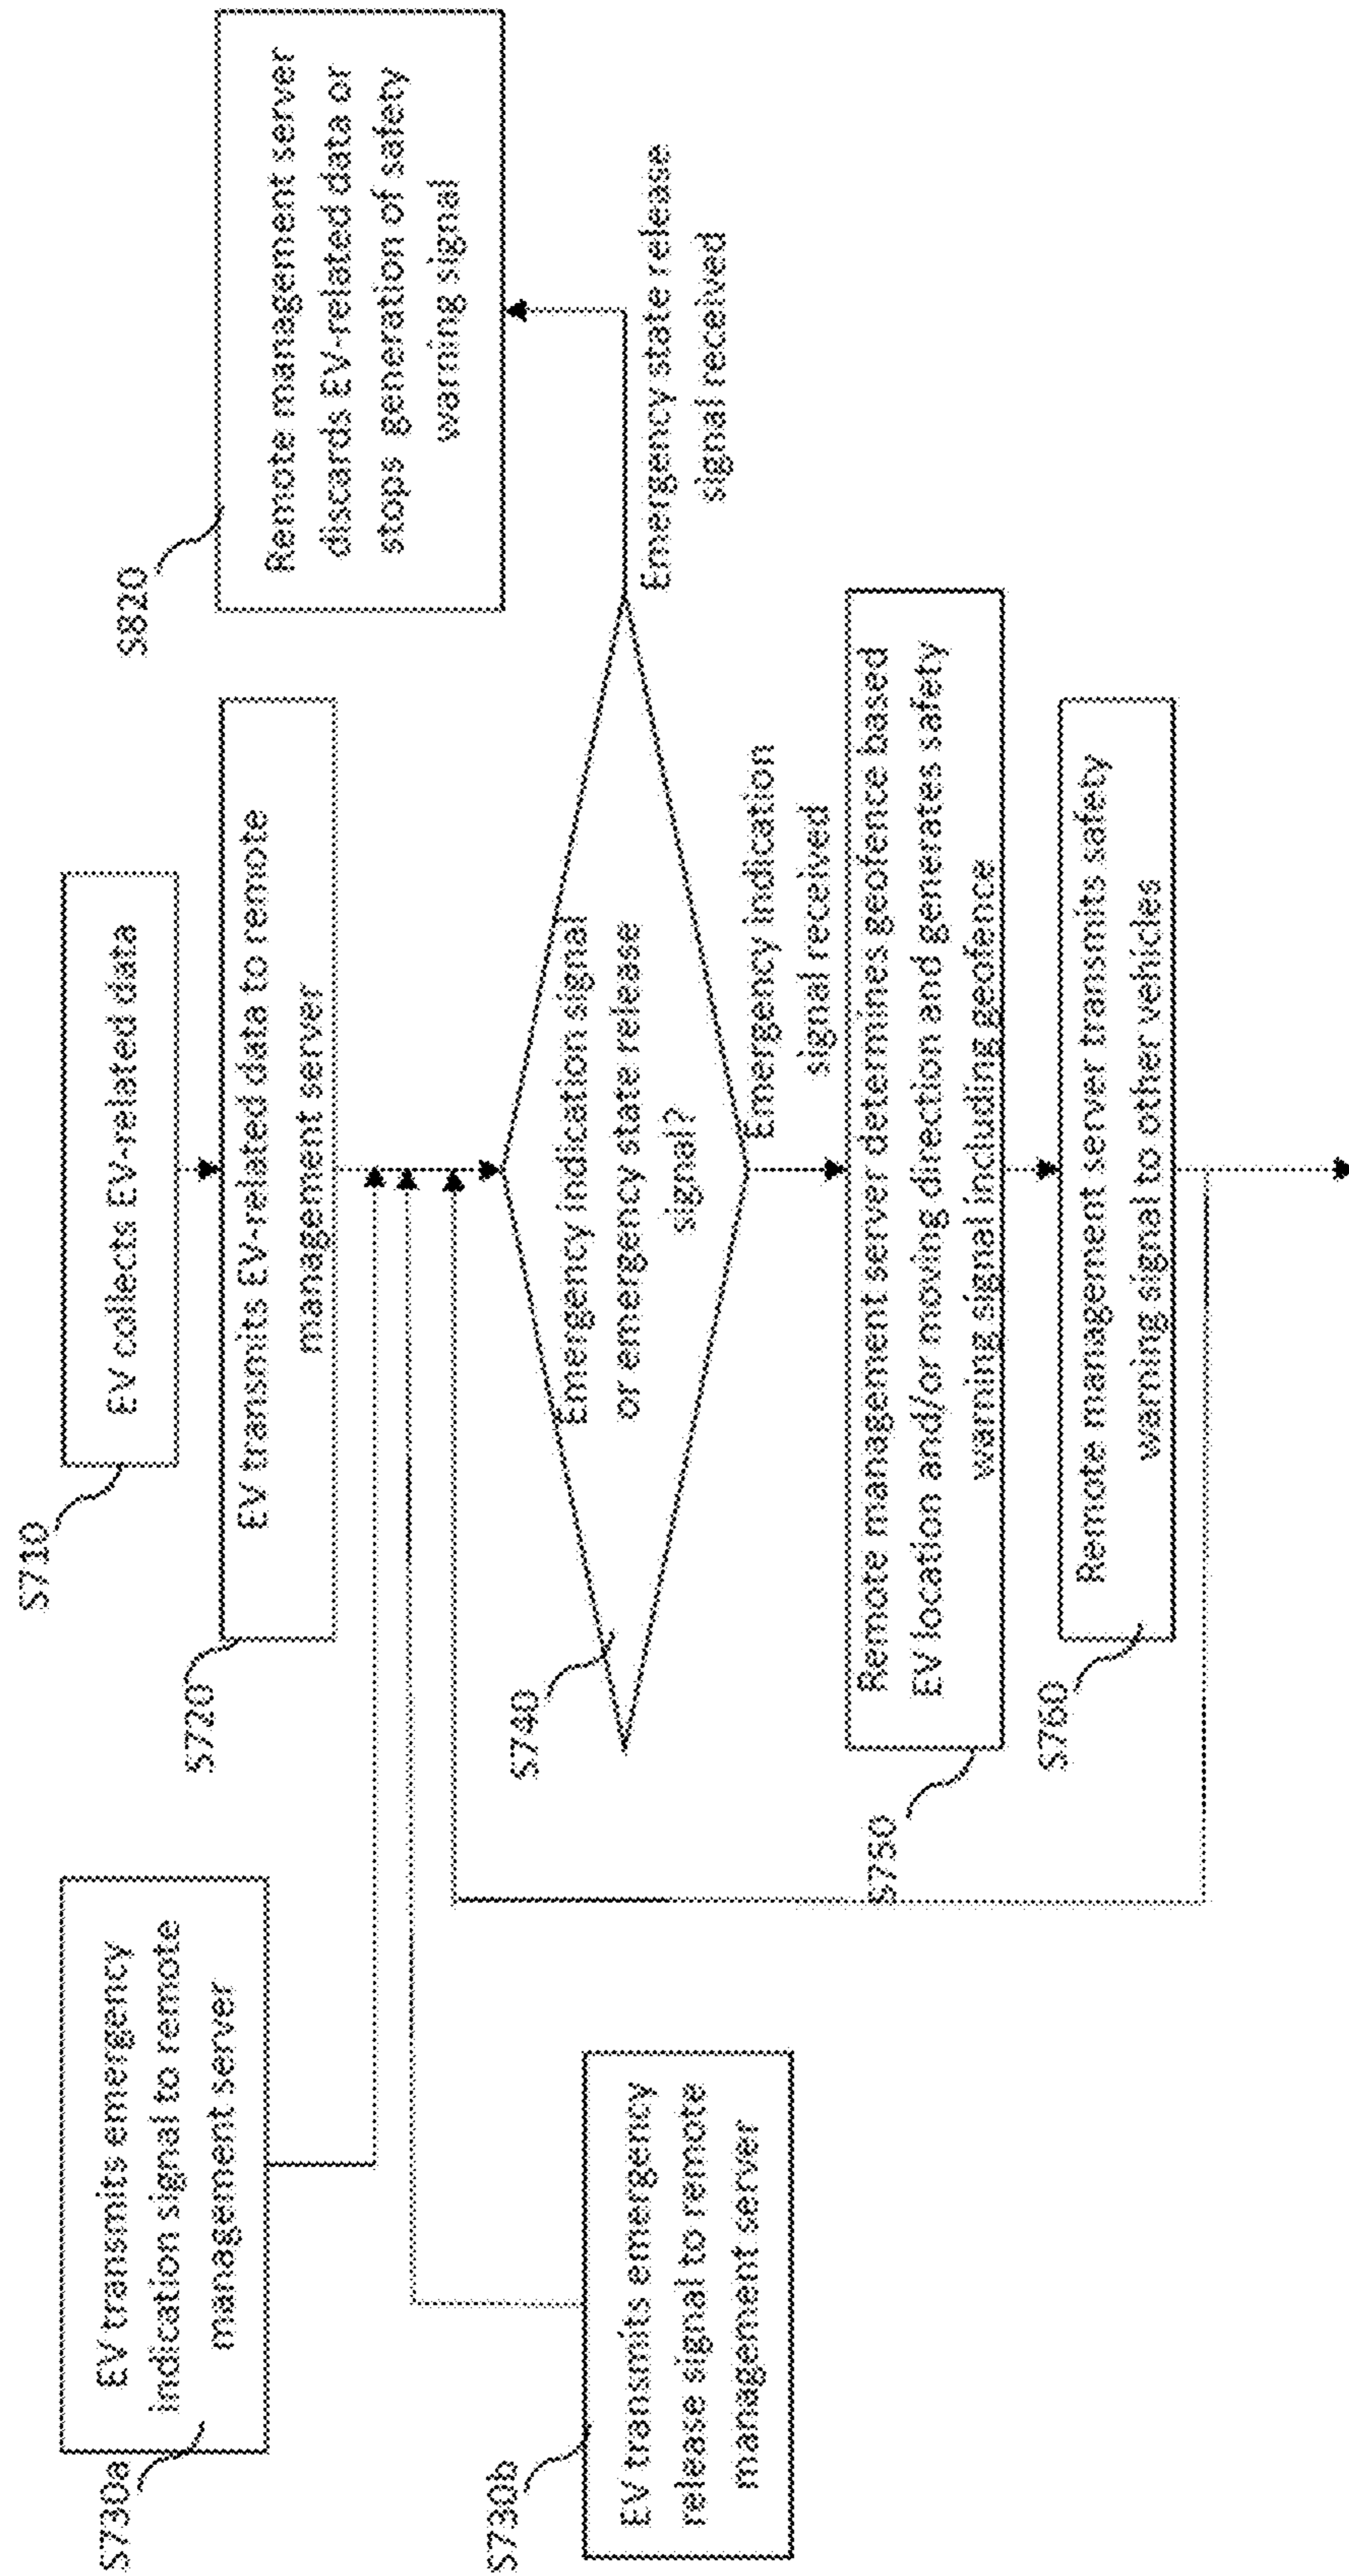 S730a
EV transmits emergency
indication signal to remote
management server
S710
EV collects EV-related data
S720
EV transmits EV-related data to remote
management server
S820
Remote management server
discards EV-related data or
stops generation of safety
warning signal
S730b
EV transmits emergency
release signal to remote
management server
S740
Emergency indication signal
or emergency state release
signal?
Emergency state release
signal received
Emergency indication
signal received
S750
Remote management server determines geofence based
EV location and/or moving direction and generates safety
warning signal including geofence
S760
Remote management server transmits safety
warning signal to other vehicles